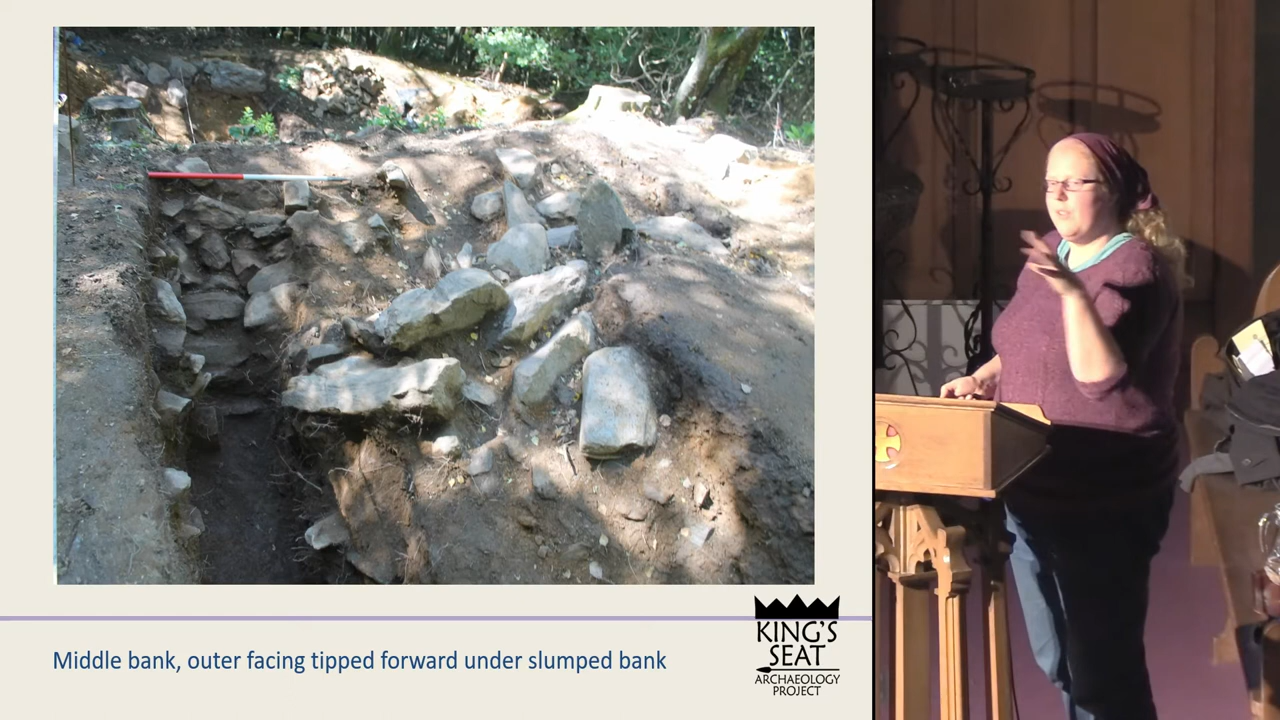 Middle bank, outer facing tipped forward under slumped bank
KING'S
SEAT
ARCHAEOLOGY
PROJECT